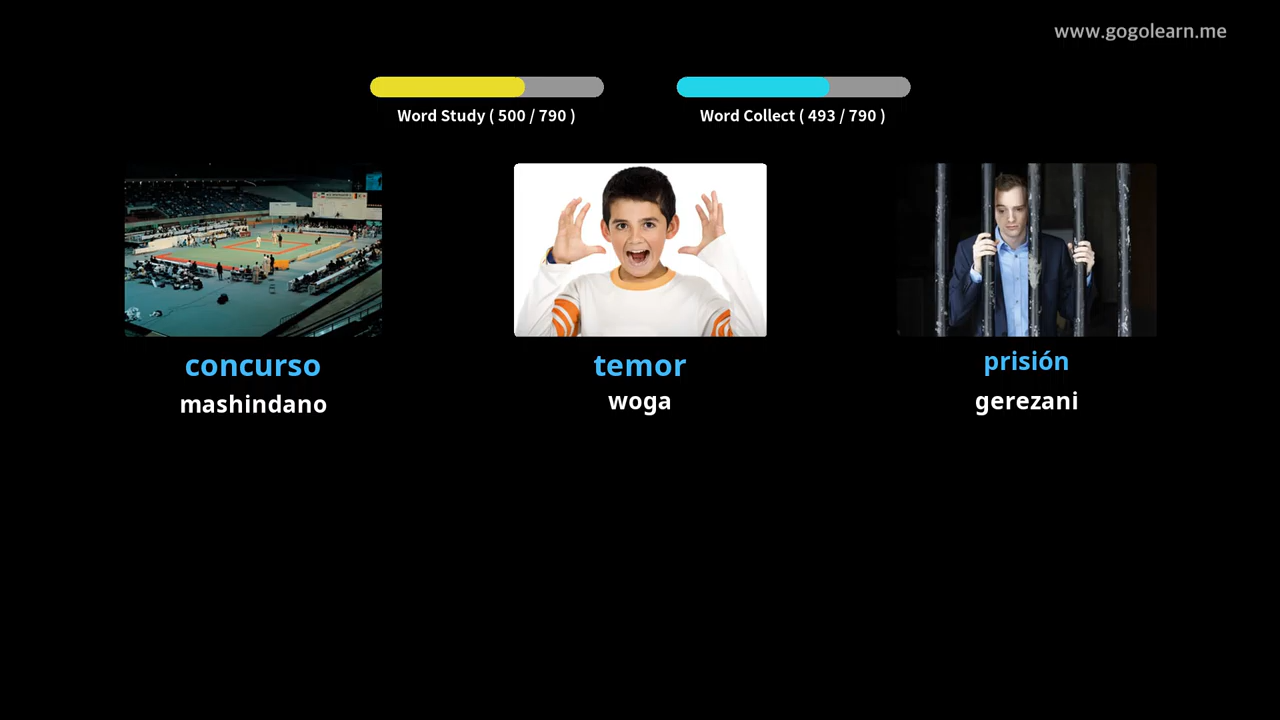 www.gogolearn.me
Word Study ( 500 / 790 )
Word Collect ( 493 / 790 )
concurso
temor
prisión
mashindano
woga
gerezani